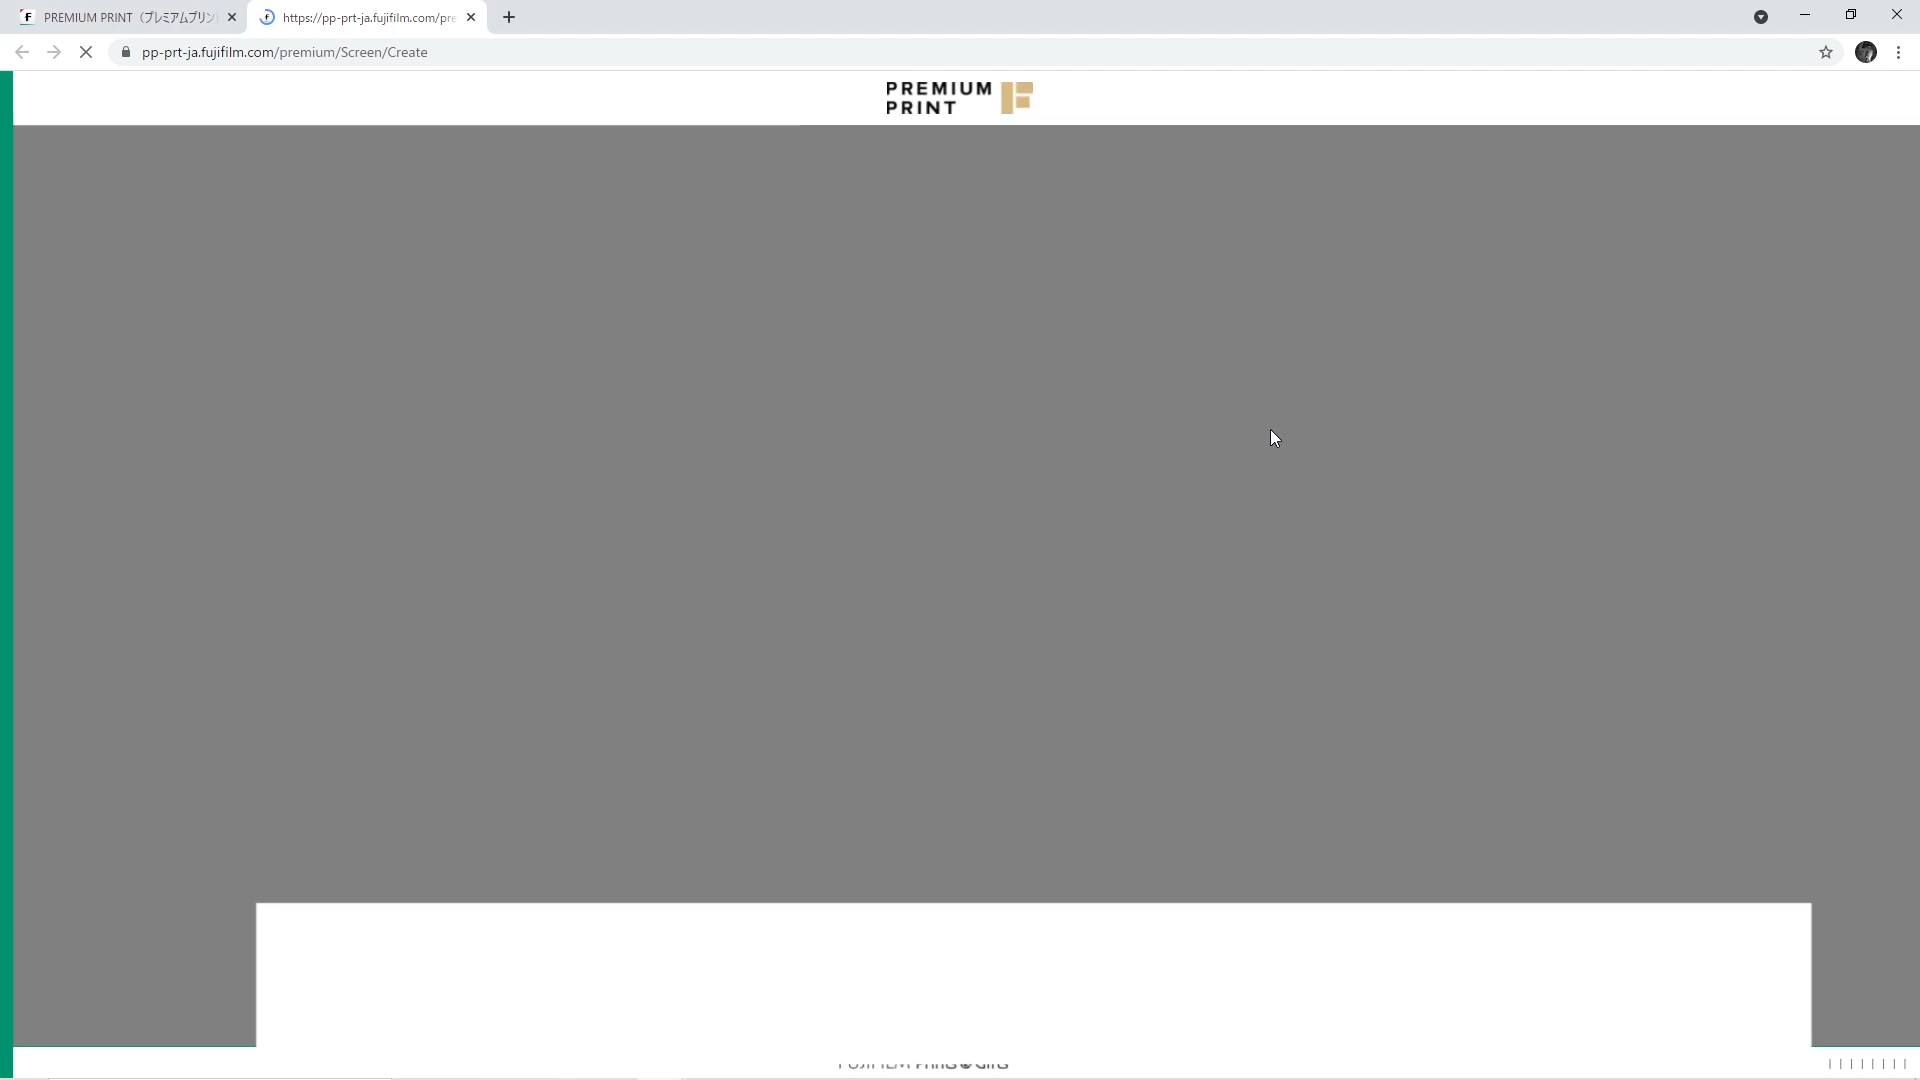 PREMIUM PRINT（プレミアムプリン
https://pp-prt-ja.fujifilm.com/pre
pp-prt-ja.fujifilm.com/premium/Screen/Create
PREMIUM
PRINT